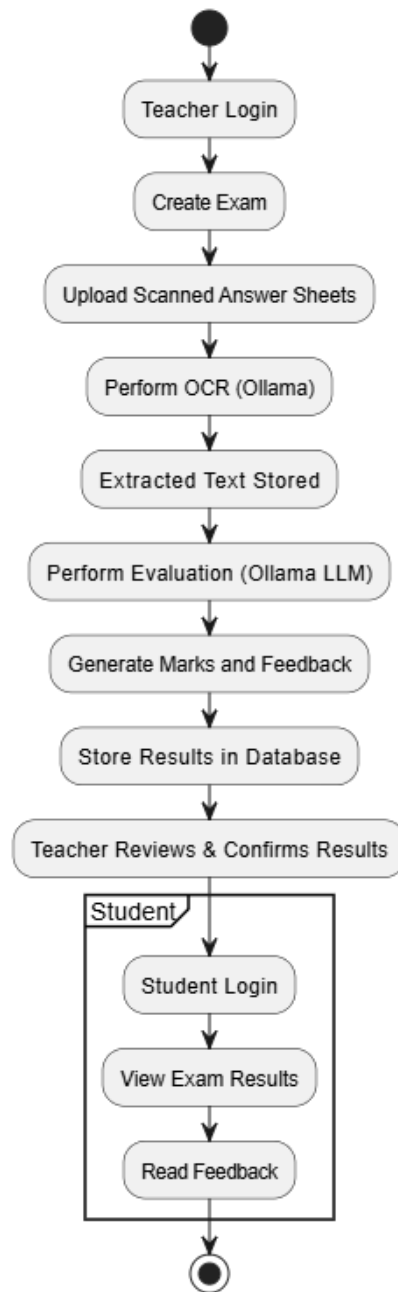 Teacher Login
Create Exam
Upload Scanned Answer Sheets
Perform OCR (Ollama)
Extracted Text Stored
Perform Evaluation (Ollama LLM)
Generate Marks and Feedback
Store Results in Database
Teacher Reviews & Confirms Results
Student
Student Login
View Exam Results
Read Feedback